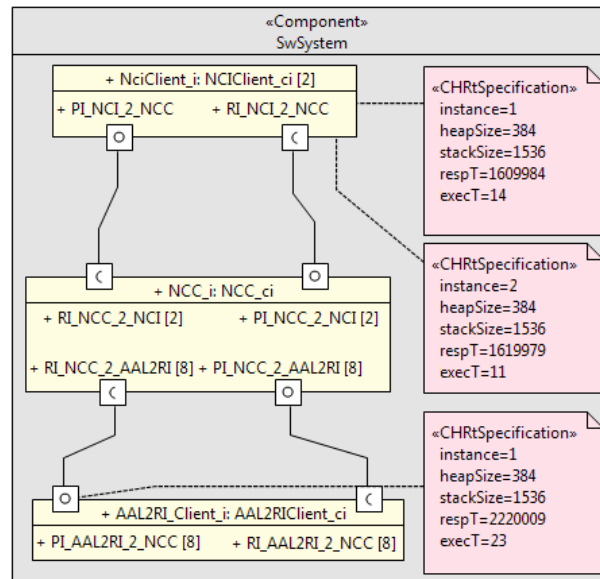 «Component»
SwSystem
+ NciClient_i: NCIClient_ci [2]
+ PI_NCI_2_NCC + RI_NCI_2_NCC
«CHRtSpecification»
instance=1
heapSize=384
stackSize=1536
respT=1609984
execT=14
+ NCC_i: NCC_ci
+ RI_NCC_2_NCI [2] + PI_NCC_2_NCI [2]
+ RI_NCC_2_AAL2RI [8] + PI_NCC_2_AAL2RI [8]
«CHRtSpecification»
instance=2
heapSize=384
stackSize=1536
respT=1619979
execT=11
+ AAL2RI_Client_i: AAL2RIClient_ci
+ PI_AAL2RI_2_NCC [8] + RI_AAL2RI_2_NCC [8]
«CHRtSpecification»
instance=1
heapSize=384
stackSize=1536
respT=2220009
execT=23